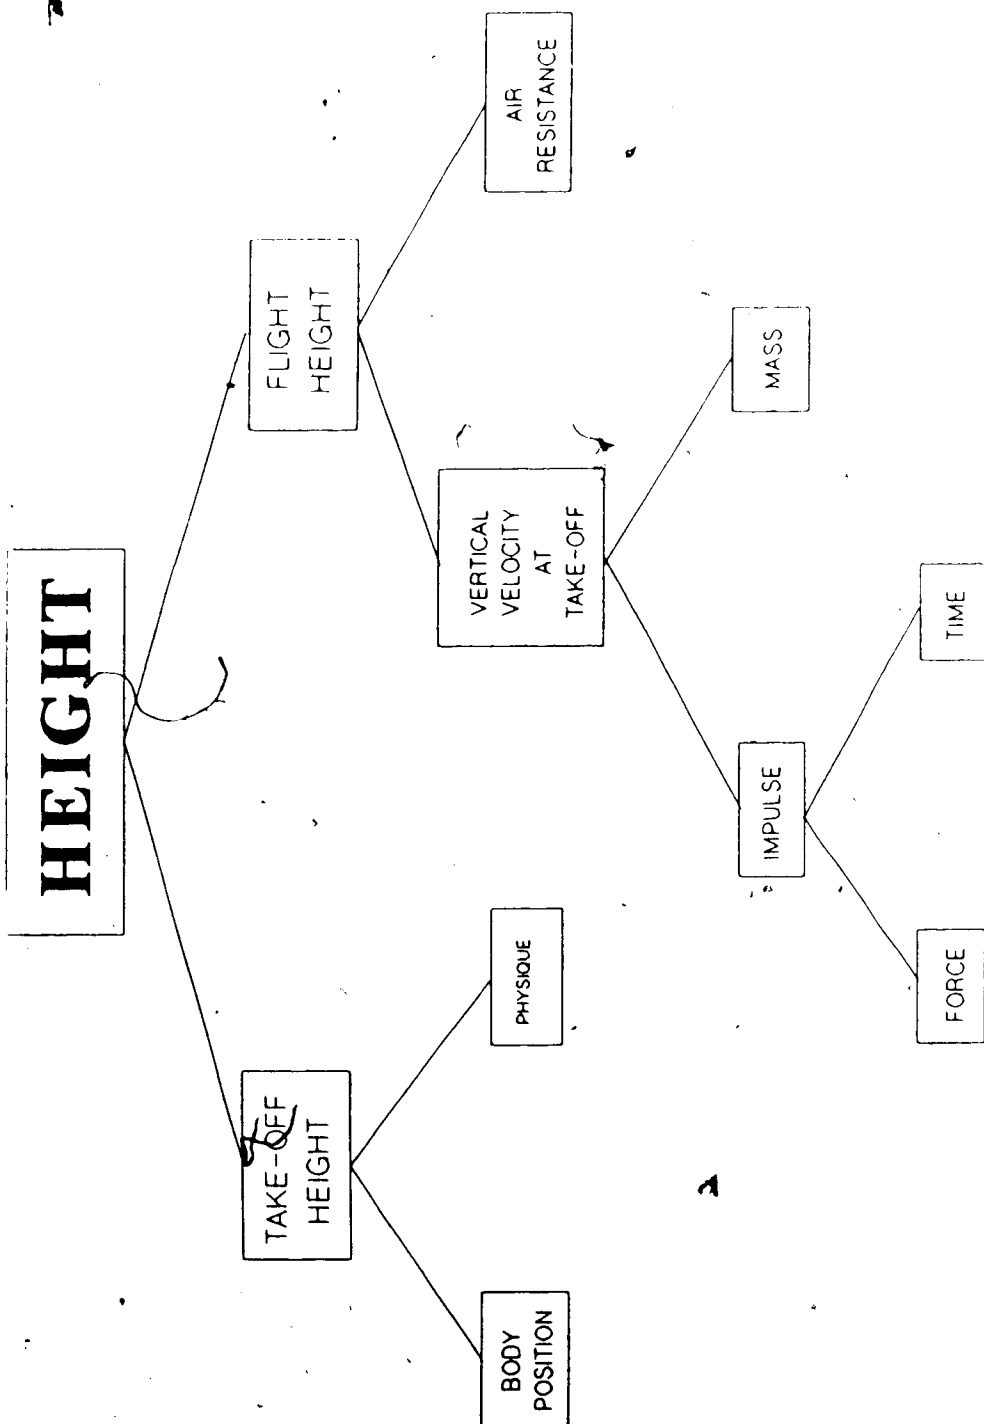 HEIGHT
TAKE-OFF
HEIGHT
FLIGHT
HEIGHT
BODY
POSITION
PHYSIQUE
VERTICAL
VELOCITY
AT
TAKE-OFF
AIR
RESISTANCE
IMPULSE
MASS
FORCE
TIME